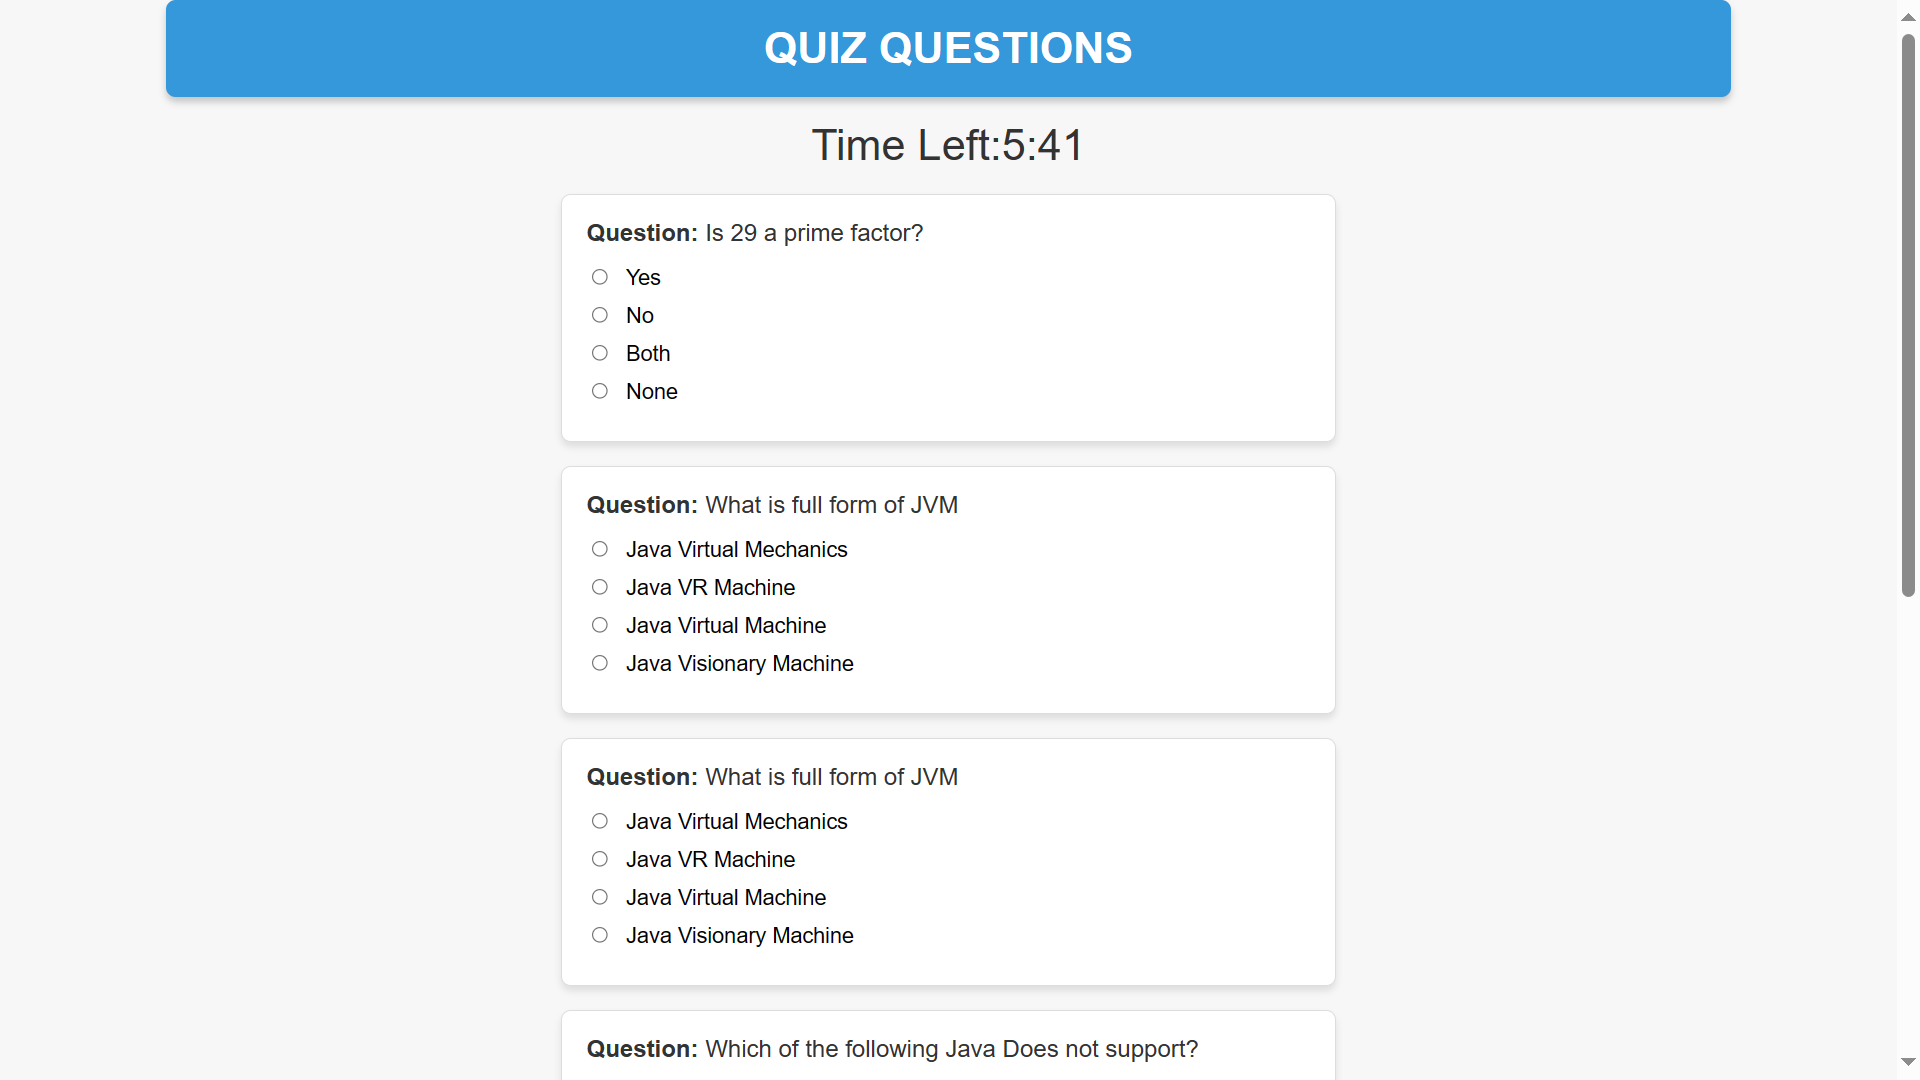 QUIZ QUESTIONS
Time Left:5:41
Question: Is 29 a prime factor?
Yes
No
Both
None
Question: What is full form of JVM
Java Virtual Mechanics
Java VR Machine
Java Virtual Machine
Java Visionary Machine
Question: What is full form of JVM
Java Virtual Mechanics
Java VR Machine
Java Virtual Machine
Java Visionary Machine
Question: Which of the following Java Does not support?